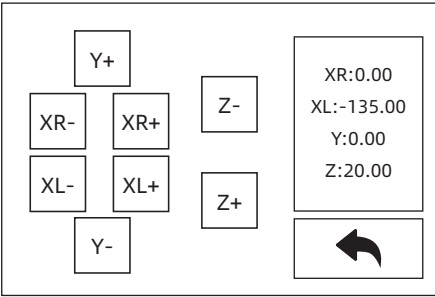 Y+
XR-
XR+
XL-
XL+
Y-
Z-
Z+
XR:0.00
XL:-135.00
Y:0.00
Z:20.00